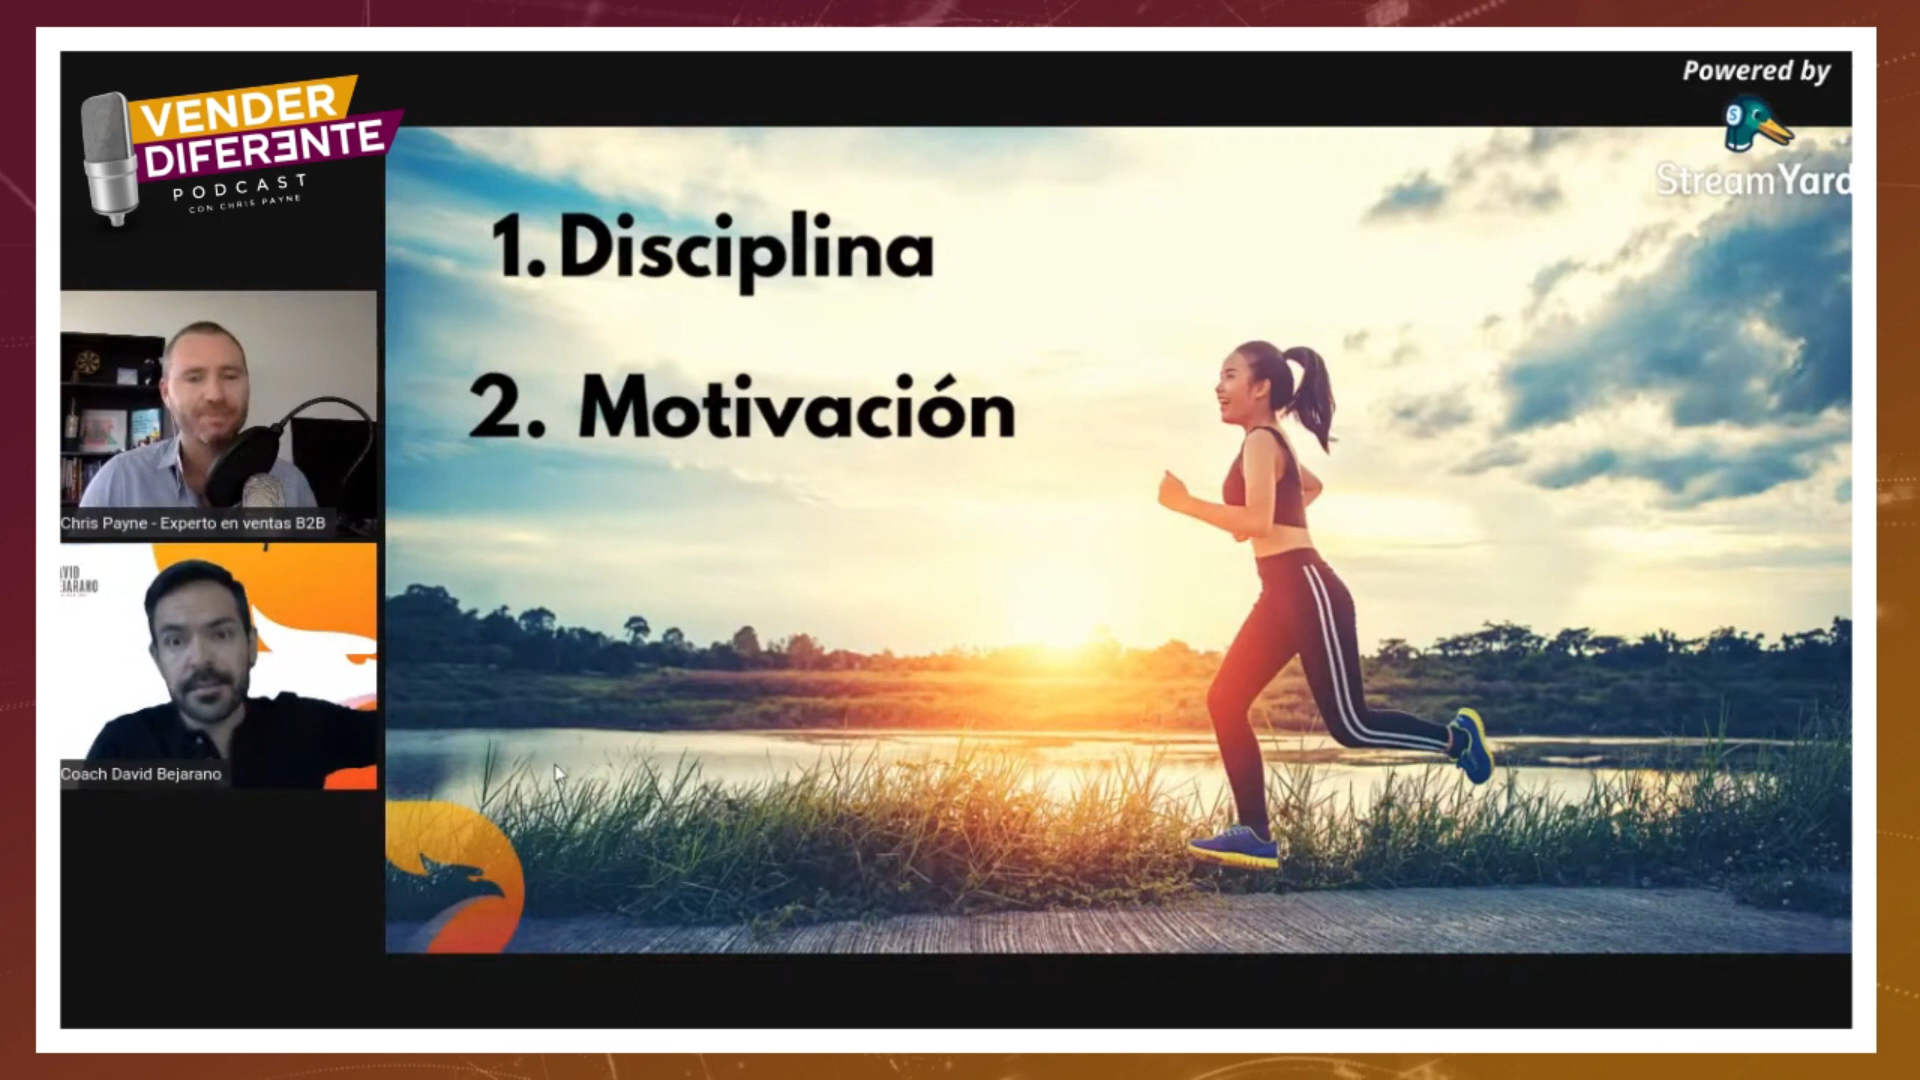 VENDER
DIFERƎNTE
PODCAST
CON CHRIS PAYNE
Powered by
S
StreamYard
1. Disciplina
2. Motivación
Chris Payne - Experto en ventas B2B
Coach David Bejarano